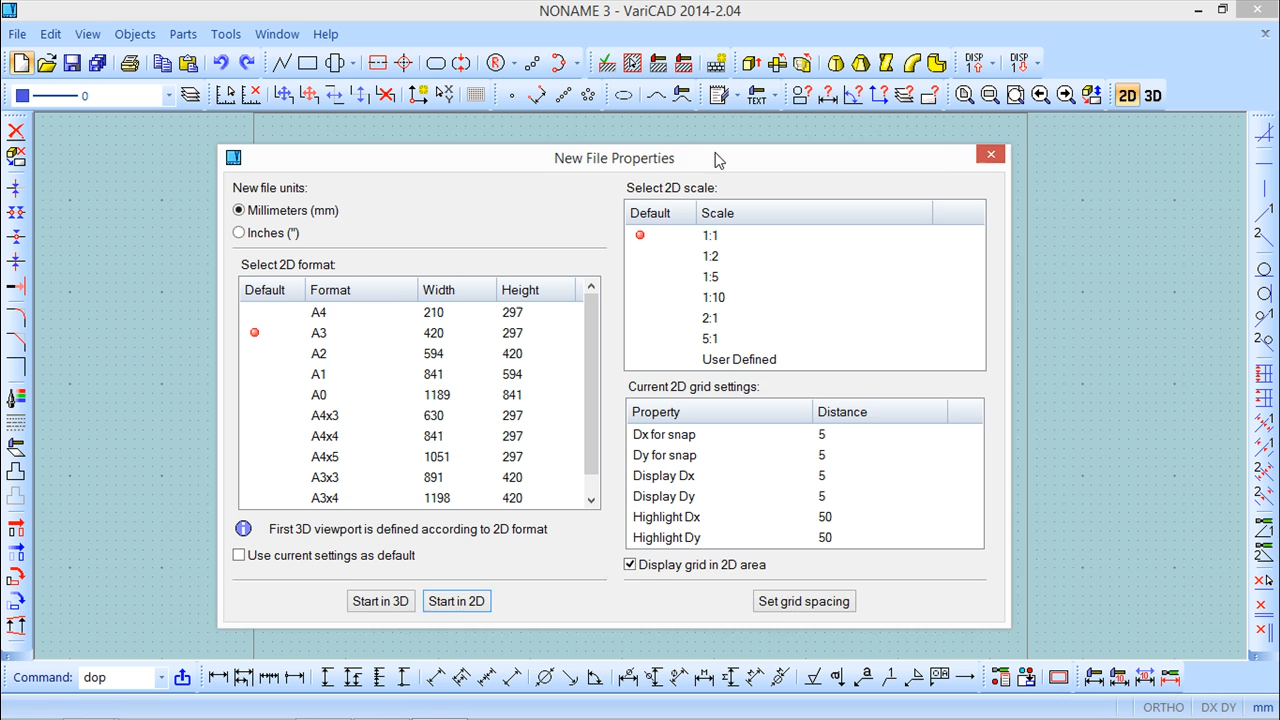 NONAME 3 - VariCAD 2014-2.04
File Edit View Objects Parts Tools Window Help
0
DISP
DISP
TEXT
2D 3D
New File Properties
New file units:
Millimeters (mm)
Inches (")
Select 2D format:
Default Format Width Height
A4 210 297
A3 420 297
A2 594 420
A1 841 594
A0 1189 841
A4x3 630 297
A4x4 841 297
A4x5 1051 297
A3x3 891 420
A3x4 1198 420
First 3D viewport is defined according to 2D format
Use current settings as default
Start in 3D Start in 2D
Select 2D scale:
Default Scale
1:1
1:2
1:5
1:10
2:1
5:1
User Defined
Current 2D grid settings:
Property Distance
Dx for snap 5
Dy for snap 5
Display Dx 5
Display Dy 5
Highlight Dx 50
Highlight Dy 50
Display grid in 2D area
Set grid spacing
Command: dop
ORTHO DX DY mm